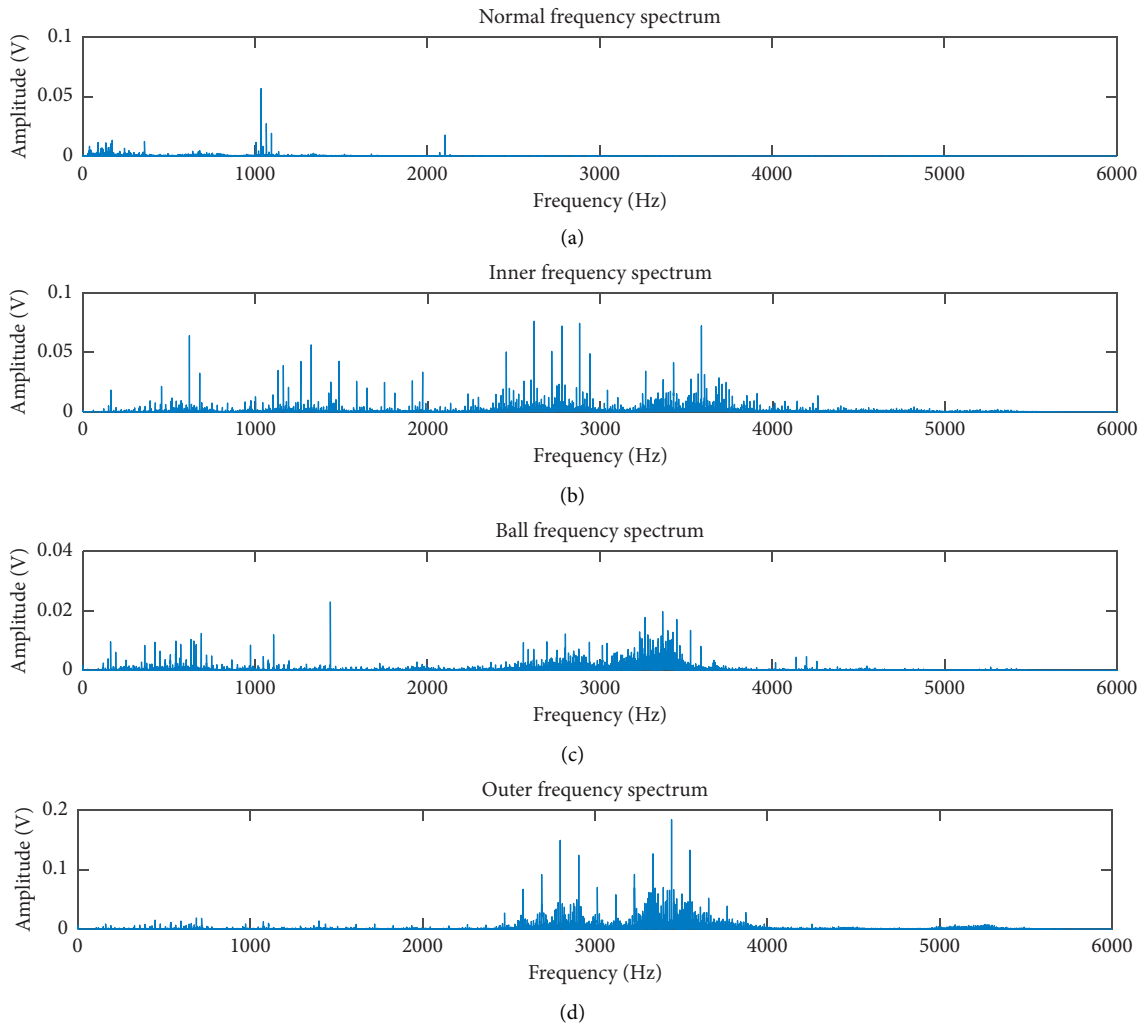 Normal frequency spectrum
0.1
0.05
0
Amplitude (V)
0 1000 2000 3000 4000 5000 6000
Frequency (Hz)
(a)
Inner frequency spectrum
0.1
0.05
0
Amplitude (V)
0 1000 2000 3000 4000 5000 6000
Frequency (Hz)
(b)
Ball frequency spectrum
0.04
0.02
0
Amplitude (V)
0 1000 2000 3000 4000 5000 6000
Frequency (Hz)
(c)
Outer frequency spectrum
0.2
0.1
0
Amplitude (V)
0 1000 2000 3000 4000 5000 6000
Frequency (Hz)
(d)